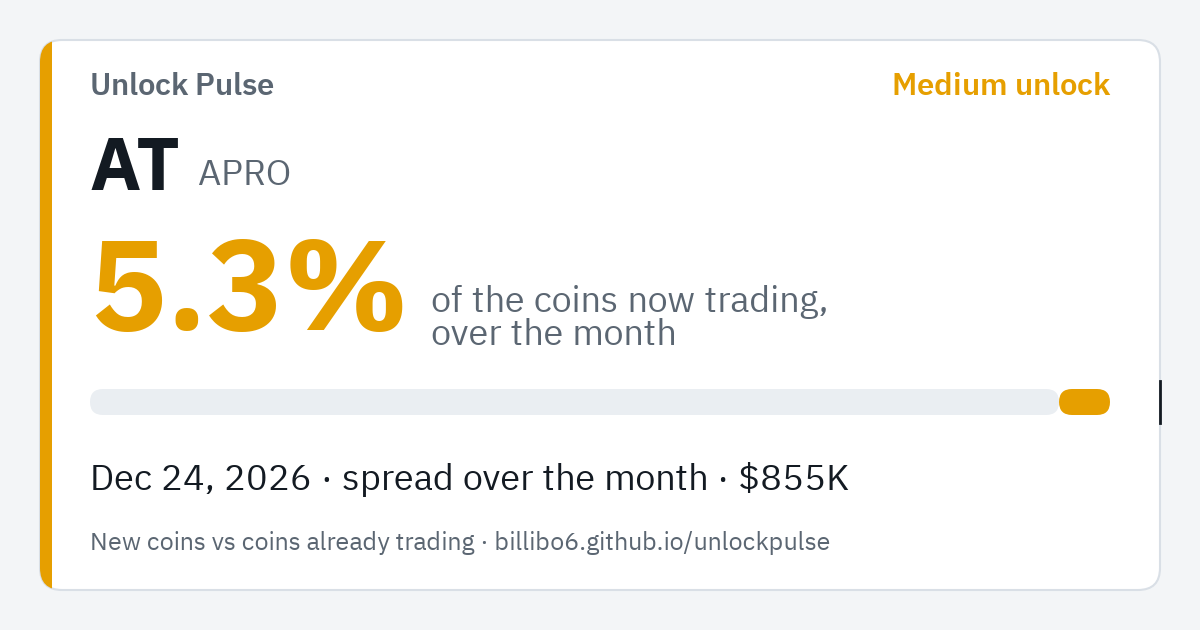 Unlock Pulse
Medium unlock
AT APRO
5.3% of the coins now trading,
over the month
Dec 24, 2026 · spread over the month · $855K
New coins vs coins already trading · billibo6.github.io/unlockpulse